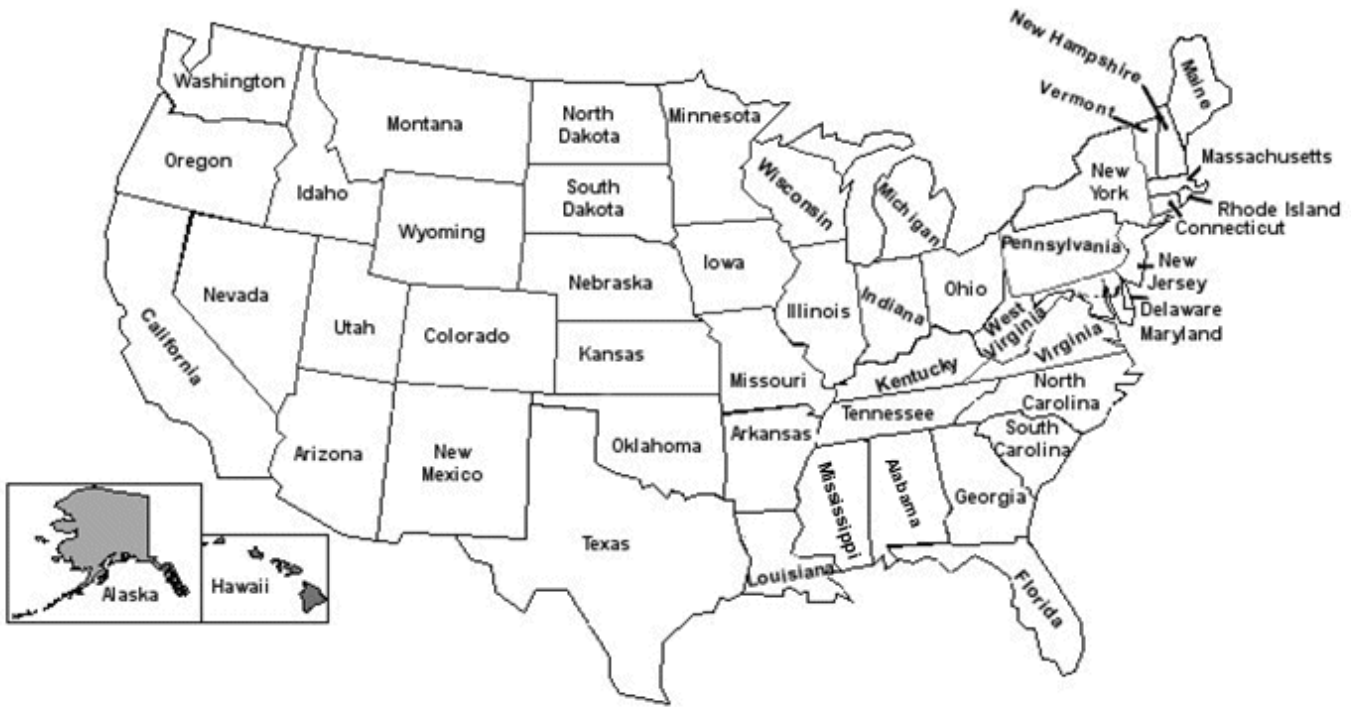 New Hampshire
Vermont
Maine
Massachusetts
Rhode Island
Connecticut
New
Jersey
Delaware
Maryland
Washington
Oregon
Idaho
Montana
North
Dakota
Minnesota
South
Dakota
Wisconsin
Michigan
New
York
Wyoming
Nebraska
Iowa
Pennsylvania
Nevada
Utah
Colorado
California
Kansas
Illinois
Indiana
Ohio
West
Virginia
Virginia
Missouri
Kentucky
North
Carolina
Tennessee
South
Carolina
Arizona
New
Mexico
Oklahoma
Arkansas
Mississippi
Alabama
Georgia
Texas
Louisiana
Florida
Alaska
Hawaii